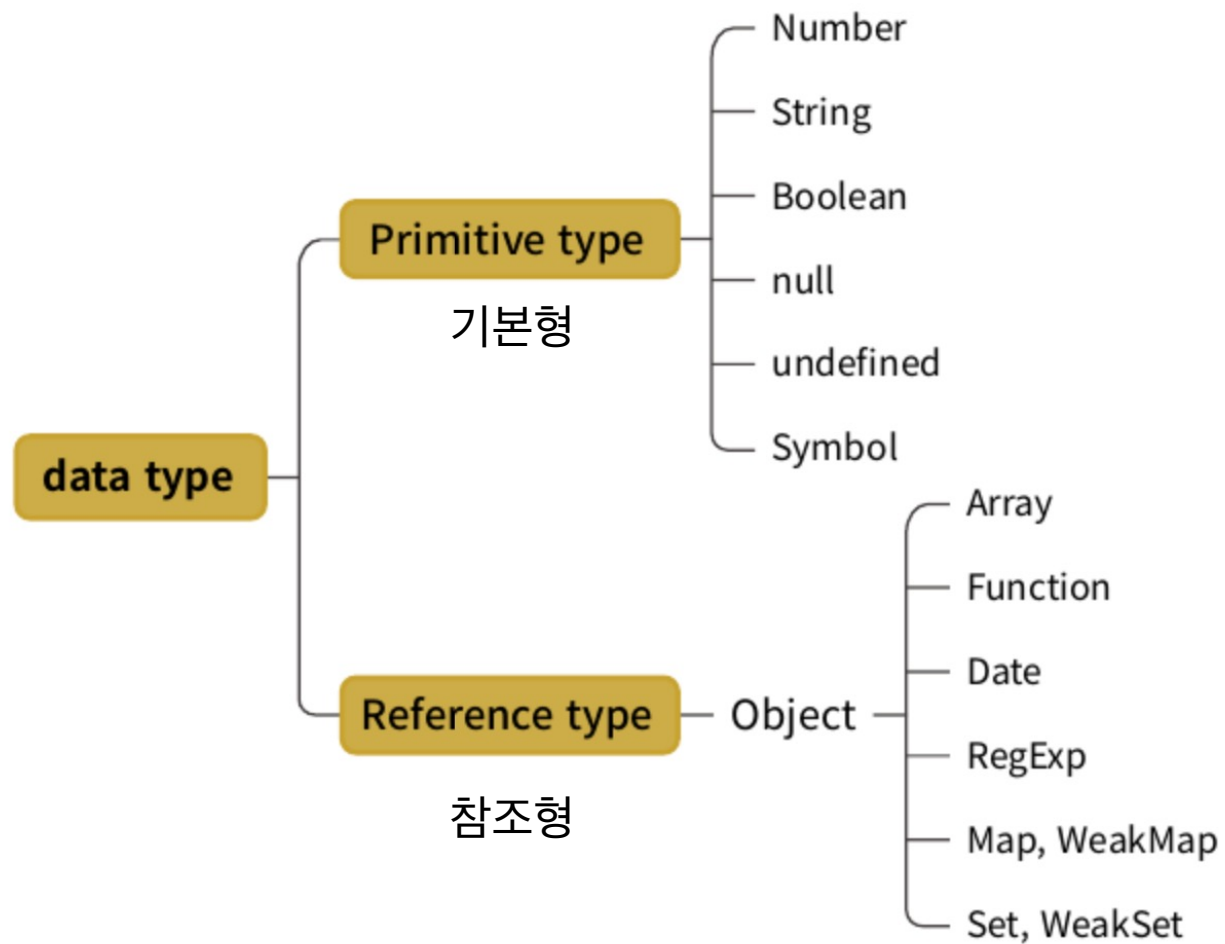 data type
Primitive type
기본형
Number
String
Boolean
null
undefined
Symbol
Reference type
참조형
Object
Array
Function
Date
RegExp
Map, WeakMap
Set, WeakSet